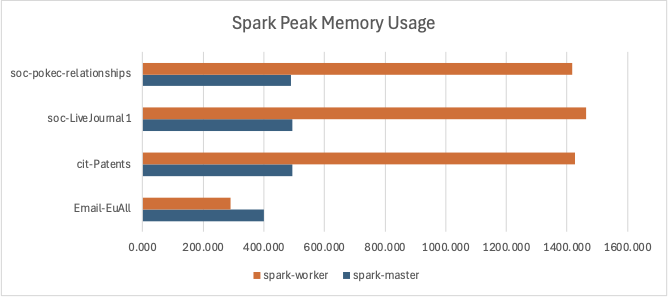 Spark Peak Memory Usage
soc-pokec-relationships
soc-LiveJournal1
cit-Patents
Email-EuAll
0.000 200.000 400.000 600.000 800.000 1000.000 1200.000 1400.000 1600.000
spark-worker spark-master